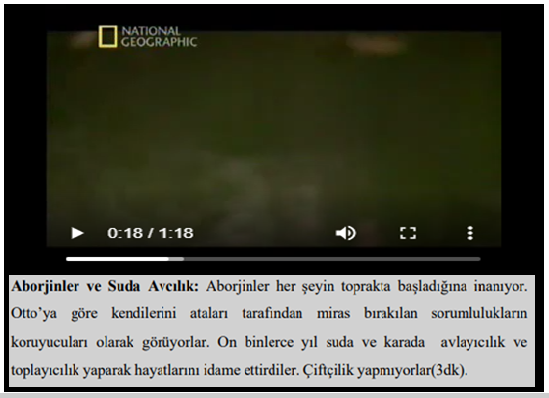 NATIONAL
GEOGRAPHIC
0:18 / 1:18
Aborjinler ve Suda Avcılık: Aborjinler her şeyin toprakta başladığına inanıyor.
Otto’ya göre kendilerini ataları tarafından miras bırakılan sorumlulukların
koruyucuları olarak görüyorlar. On binlerce yıl suda ve karada avlayıcılık ve
toplayıcılık yaparak hayatlarını idame ettirdiler. Çiftçilik yapmıyorlar(3dk).